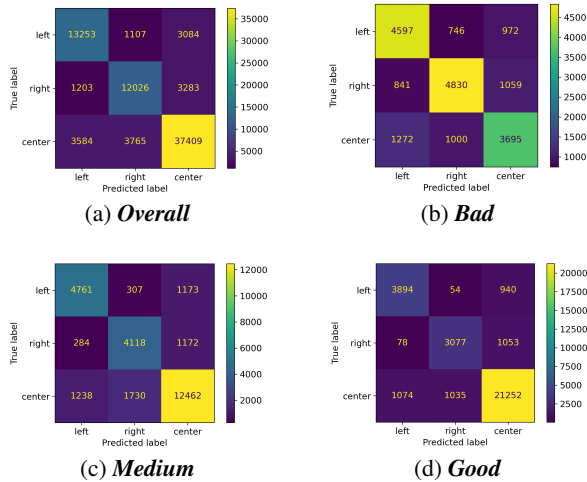 left 13253 1107 3084 35000
30000
right 1203 12026 3283 25000
20000
15000
center 3584 3765 37409 10000
5000
left right center
Predicted label
True label
(a) Overall
left 4597 746 972 4500
4000
3500
right 841 4830 1059 3000
2500
2000
center 1272 1000 3695 1500
1000
left right center
Predicted label
True label
(b) Bad
left 4761 307 1173 12000
10000
right 284 4118 1172 8000
6000
center 1238 1730 12462 4000
2000
left right center
Predicted label
True label
(c) Medium
left 3894 54 940 20000
17500
15000
right 78 3077 1053 12500
10000
7500
center 1074 1035 21252 5000
2500
left right center
Predicted label
True label
(d) Good